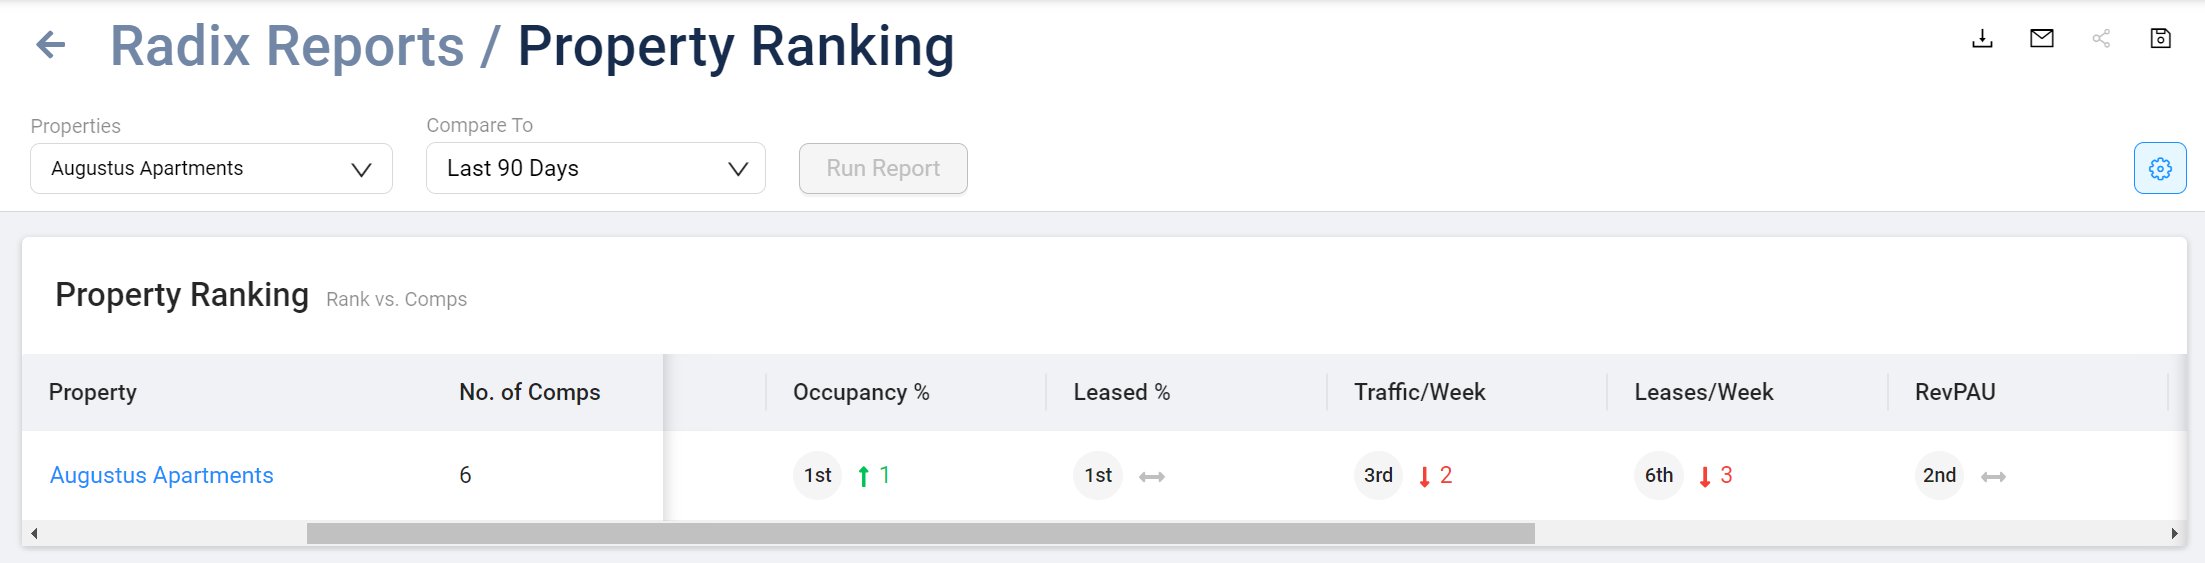 Radix Reports / Property Ranking
Properties
Compare To
Augustus Apartments
Last 90 Days
Run Report
Property Ranking Rank vs. Comps
Property No. of Comps Occupancy % Leased % Traffic/Week Leases/Week RevPAU
Augustus Apartments 6 1st 1 1st 3rd 2 6th 3 2nd